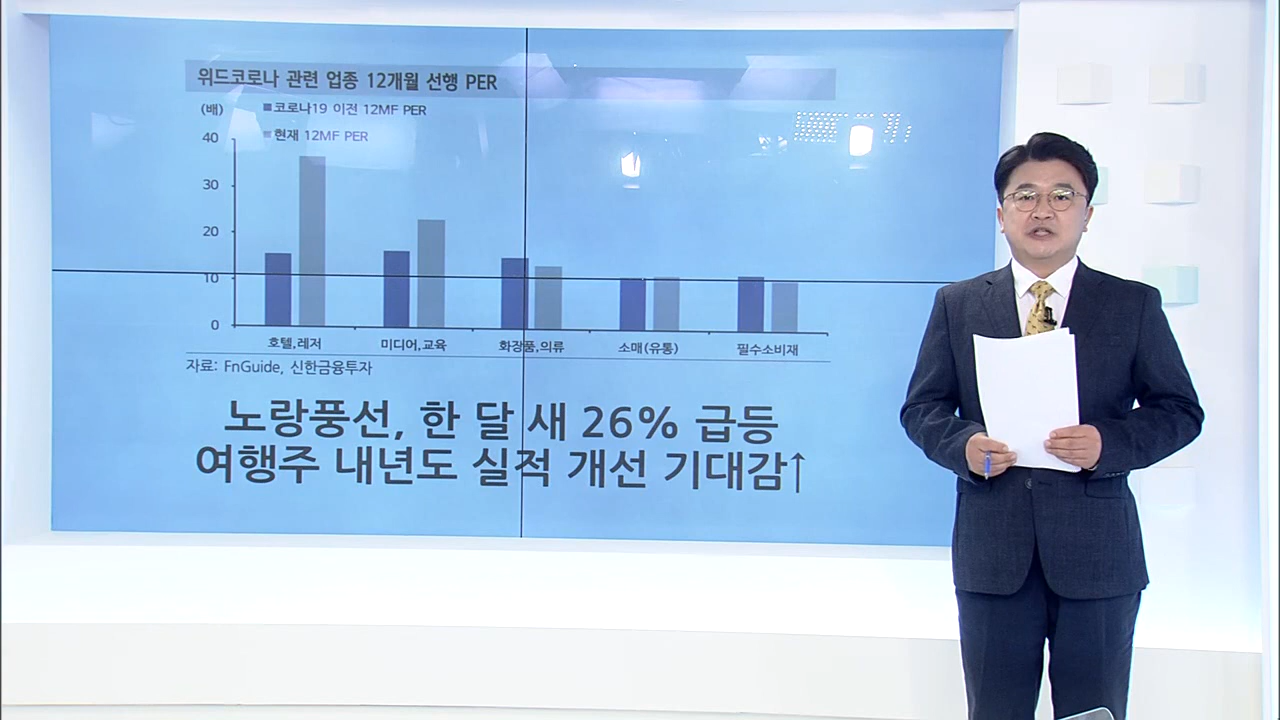 위드코로나 관련 업종 12개월 선행 PER
(배)
코로나19 이전 12MF PER
현재 12MF PER
40
30
20
10
0
호텔,레저
미디어,교육
화장품,의류
소매(유통)
필수소비재
자료: FnGuide, 신한금융투자
노랑풍선, 한 달 새 26% 급등
여행주 내년도 실적 개선 기대감↑